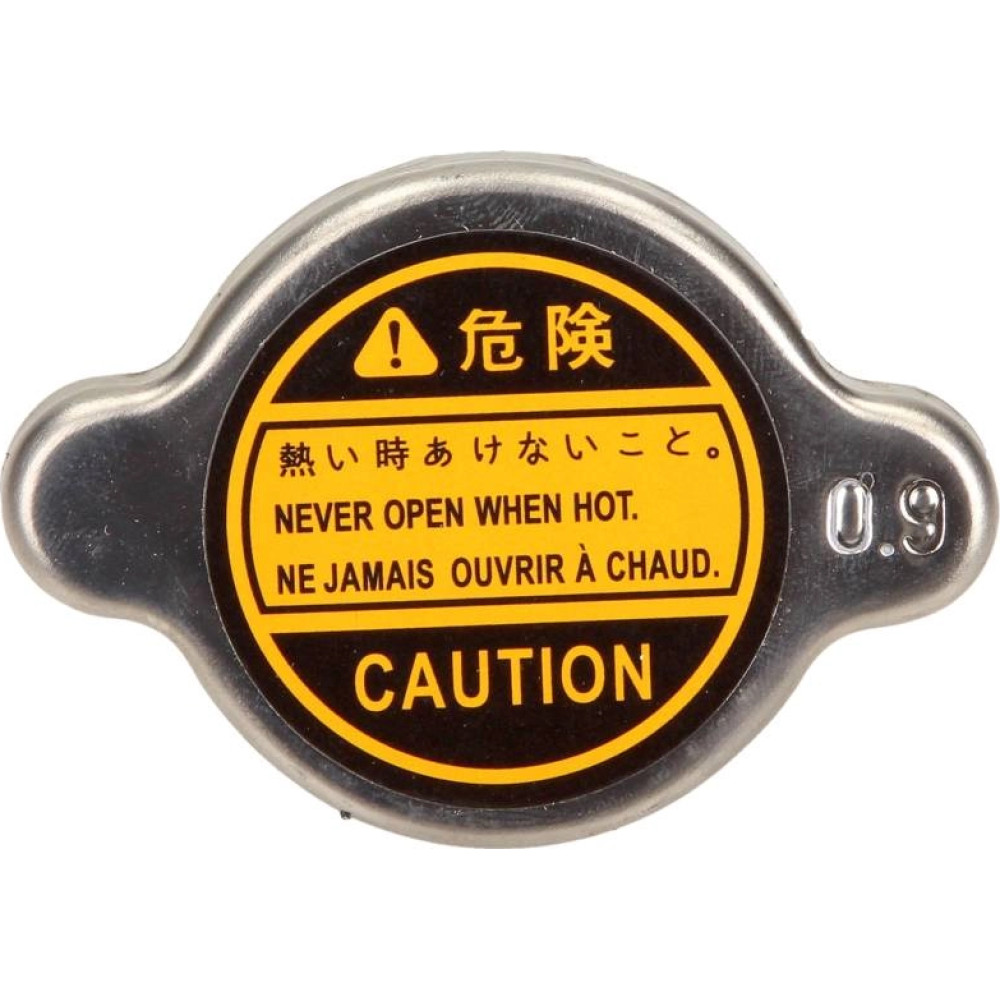 危険
熱い時あけないこと。
NEVER OPEN WHEN HOT.
NE JAMAIS OUVRIR À CHAUD.
CAUTION
0.9